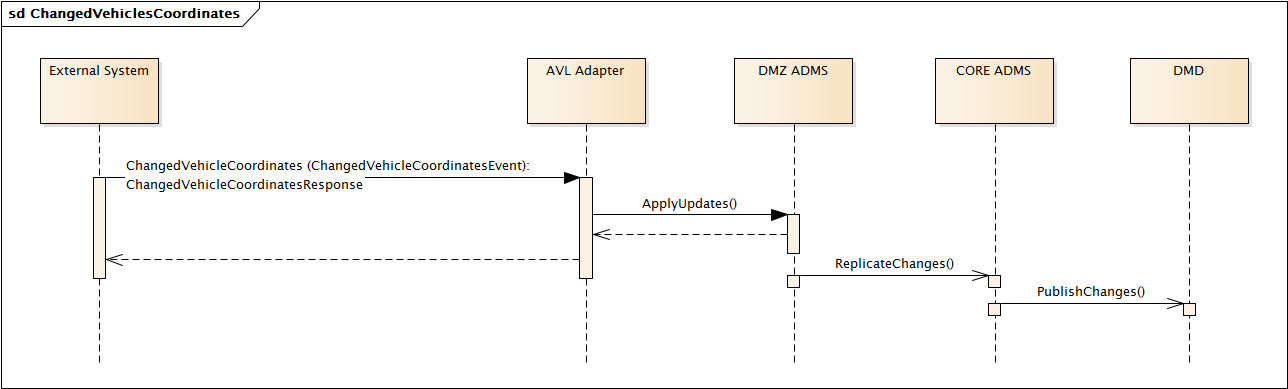 sd ChangedVehiclesCoordinates
External System
AVL Adapter
DMZ ADMS
CORE ADMS
DMD
ChangedVehicleCoordinates (ChangedVehicleCoordinatesEvent):
ChangedVehicleCoordinatesResponse
ApplyUpdates()
ReplicateChanges()
PublishChanges()